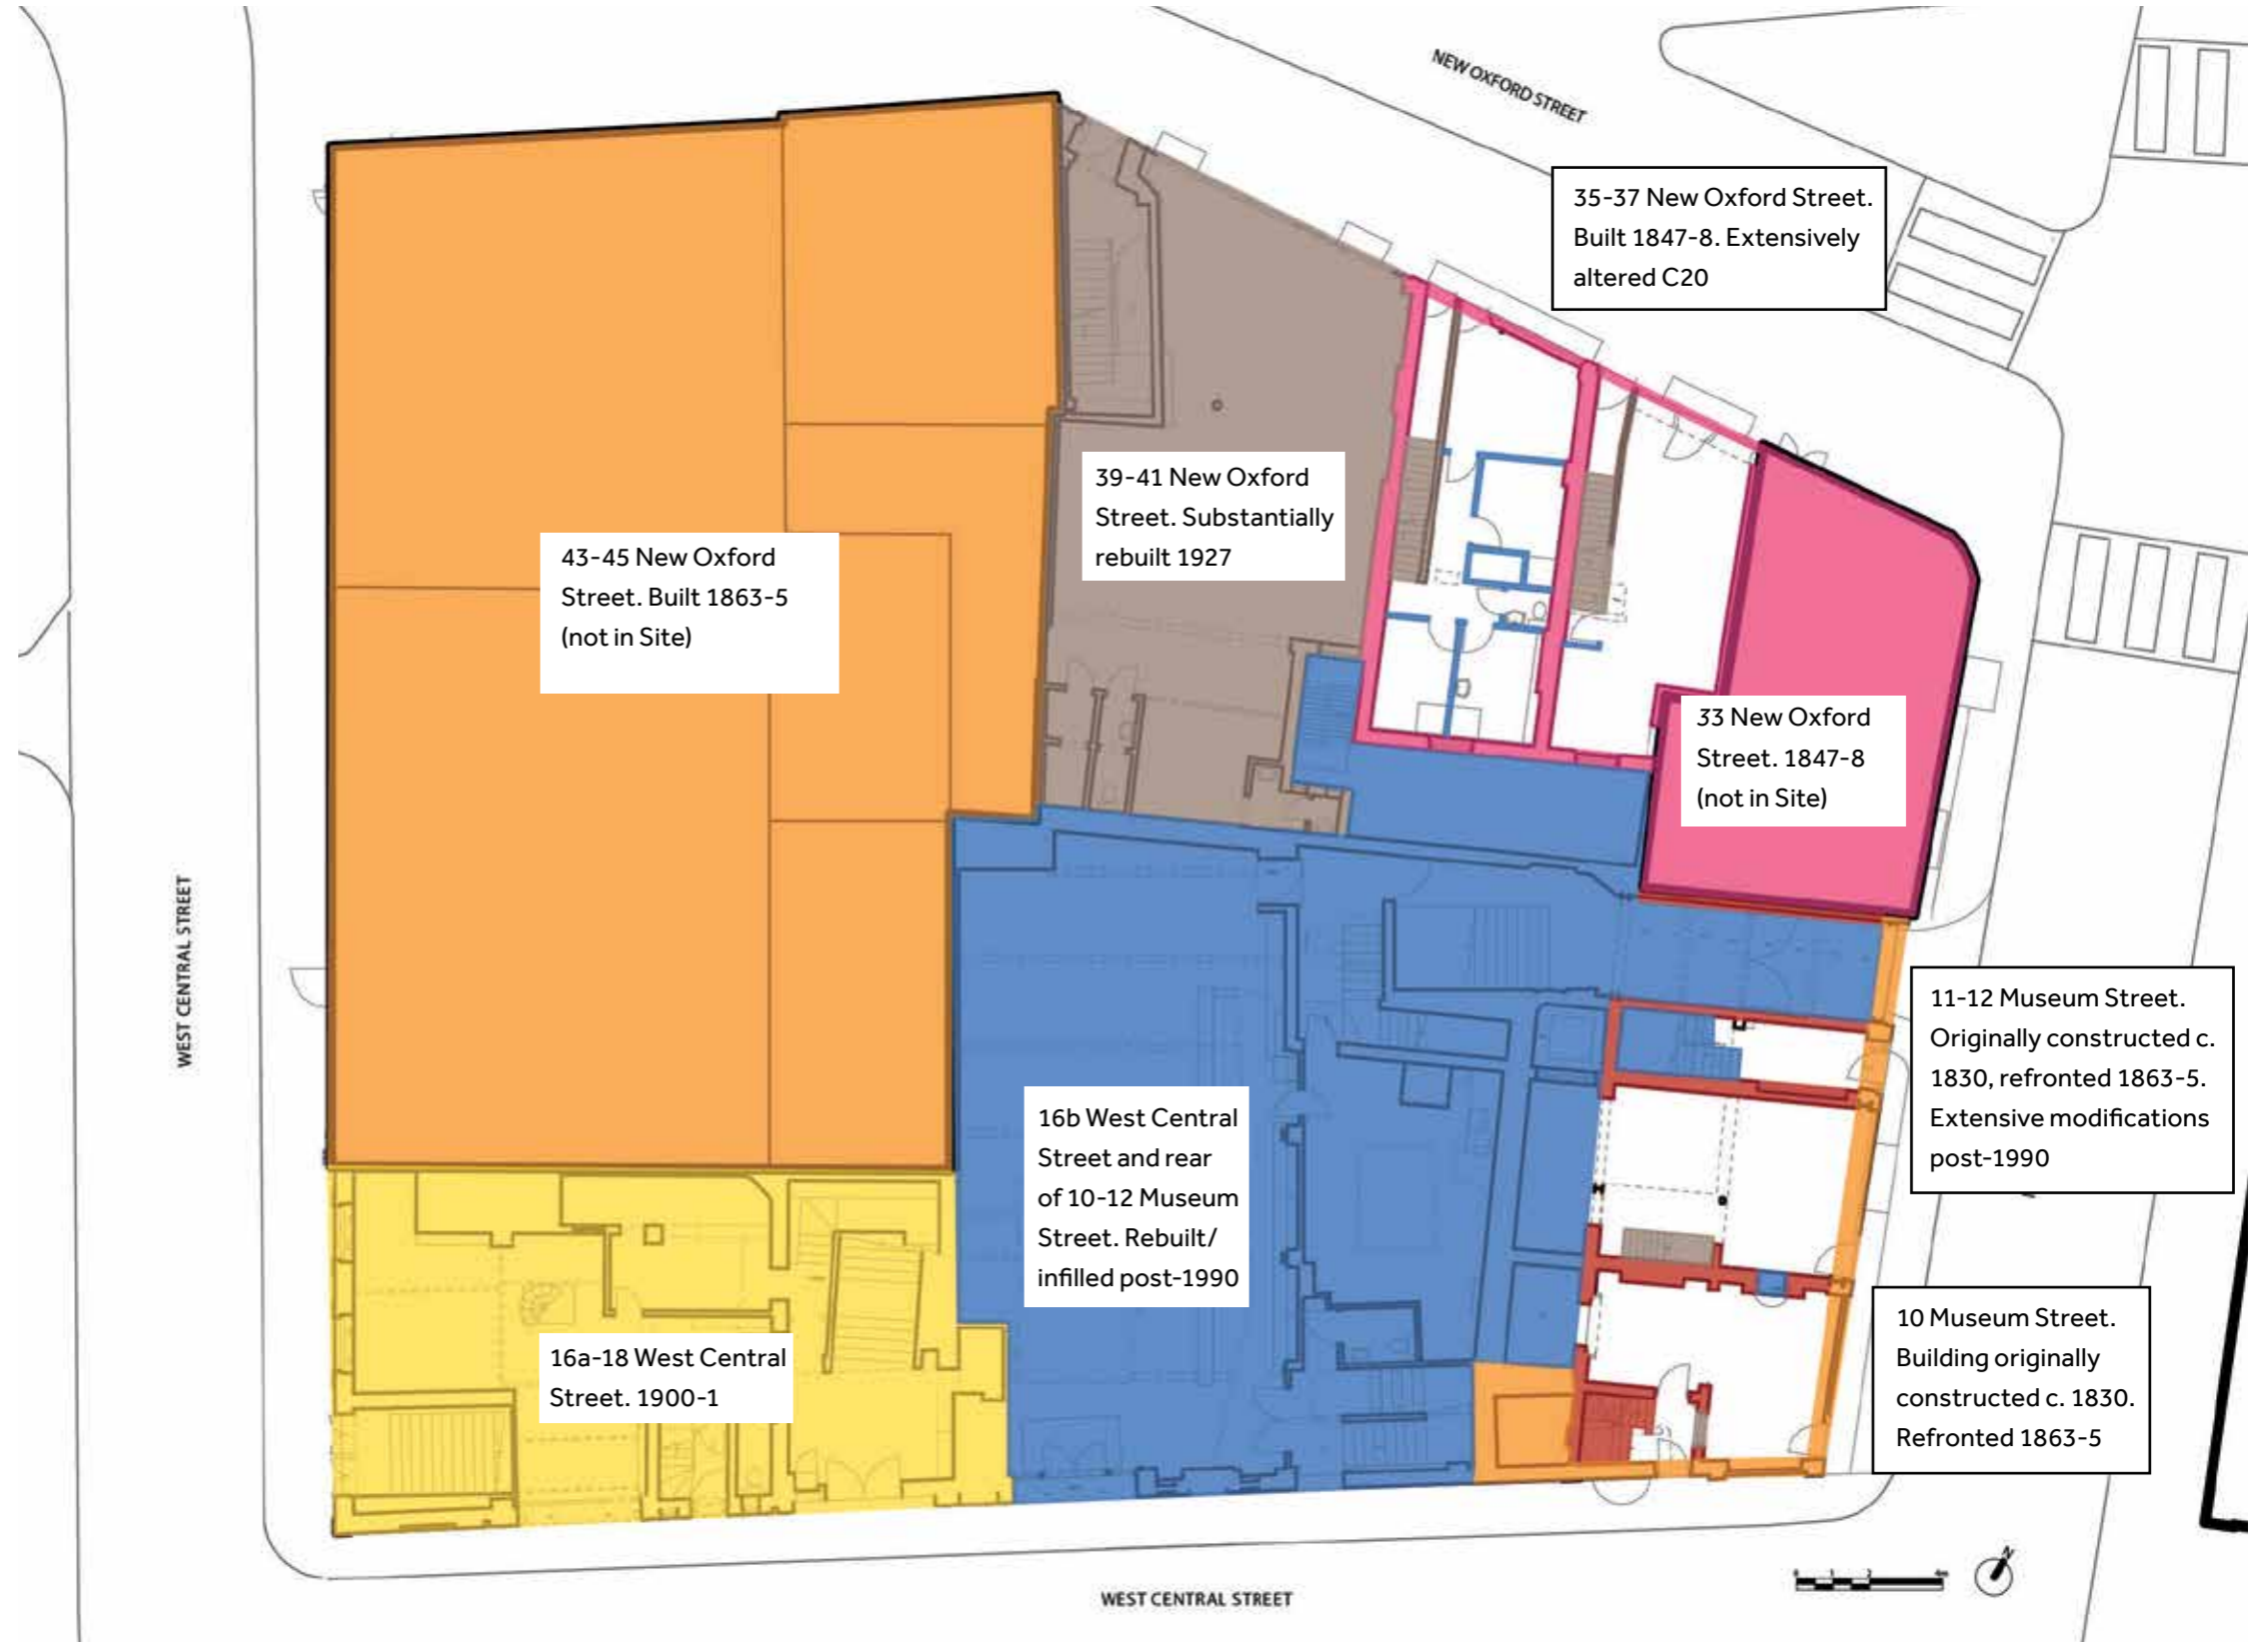 NEW OXFORD STREET
35-37 New Oxford Street.
Built 1847-8. Extensively
altered C20
39-41 New Oxford
Street. Substantially
rebuilt 1927
43-45 New Oxford
Street. Built 1863-5
(not in Site)
33 New Oxford
Street. 1847-8
(not in Site)
WEST CENTRAL STREET
11-12 Museum Street.
Originally constructed c.
1830, refronted 1863-5.
Extensive modifications
post-1990
16b West Central
Street and rear
of 10-12 Museum
Street. Rebuilt/
infilled post-1990
10 Museum Street.
Building originally
constructed c. 1830.
Refronted 1863-5
16a-18 West Central
Street. 1900-1
0 1 2 4m
N
WEST CENTRAL STREET